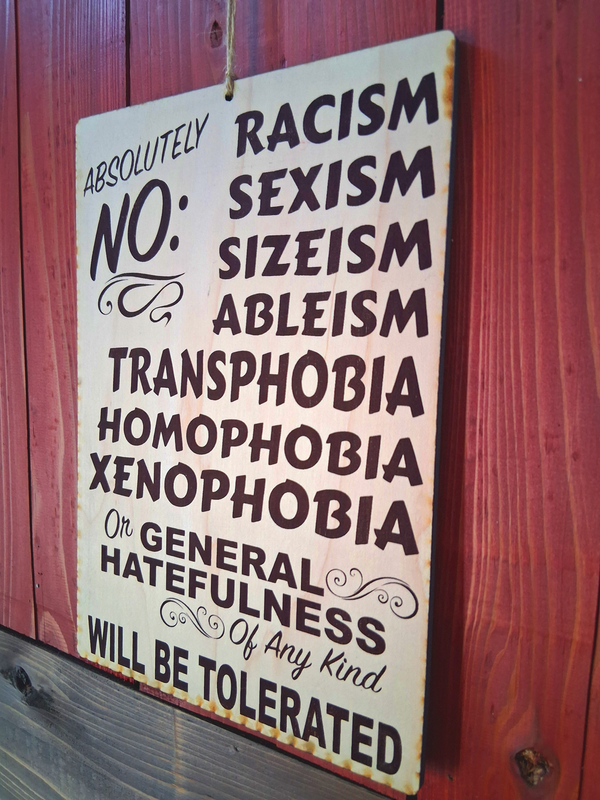 ABSOLUTELY
NO:
RACISM
SEXISM
SIZEISM
ABLEISM
TRANSPHOBIA
HOMOPHOBIA
XENOPHOBIA
Or GENERAL
HATEFULNESS
Of Any Kind
WILL BE TOLERATED